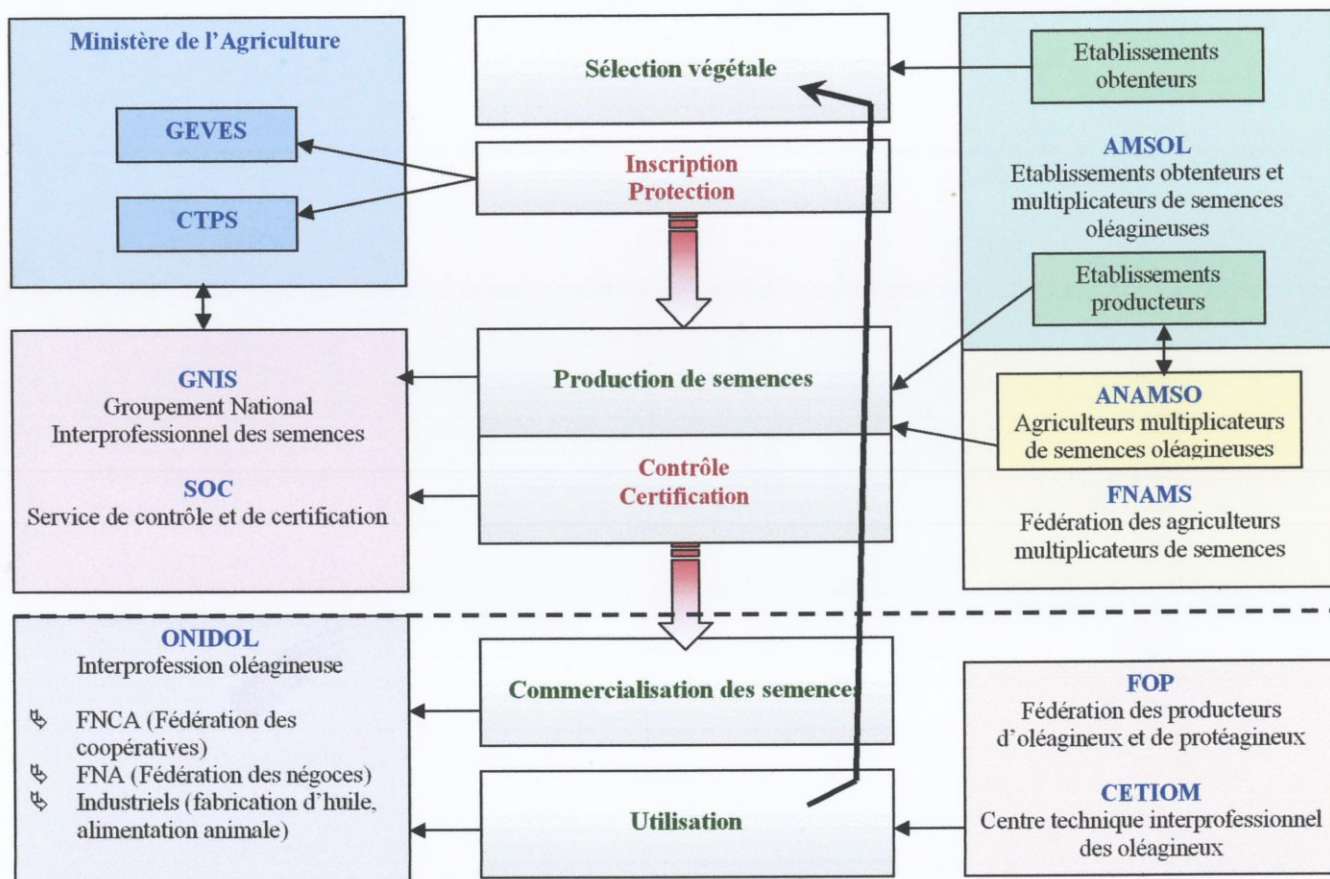 Ministère de l'Agriculture
GEVES
CTPS
GNIS
Groupement National
Interprofessionnel des semences
SOC
Service de contrôle et de certification
ONIDOL
Interprofession oléagineuse
FNCA (Fédération des
coopératives)
FNA (Fédération des négoces)
Industriels (fabrication d'huile,
alimentation animale)
Sélection végétale
Inscription
Protection
Production de semences
Contrôle
Certification
Commercialisation des semences
Utilisation
Etablissements
obtenteurs
AMSOL
Etablissements obtenteurs et
multiplicateurs de semences
oléagineuses
Etablissements
producteurs
ANAMSO
Agriculteurs multiplicateurs
de semences oléagineuses
FNAMS
Fédération des agriculteurs
multiplicateurs de semences
FOP
Fédération des producteurs
d'oléagineux et de protéagineux
CETIOM
Centre technique interprofessionnel
des oléagineux